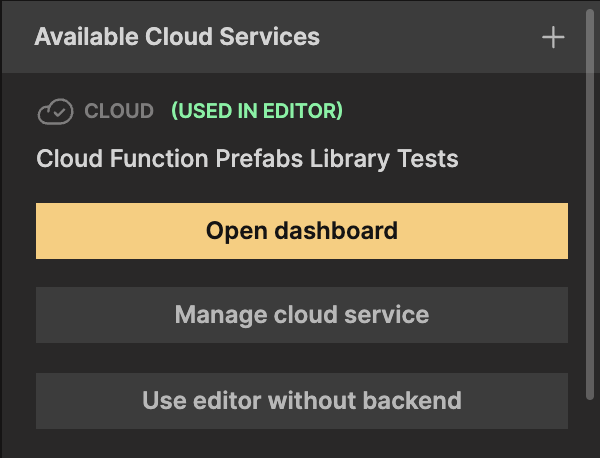 Available Cloud Services
CLOUD (USED IN EDITOR)
Cloud Function Prefabs Library Tests
Open dashboard
Manage cloud service
Use editor without backend